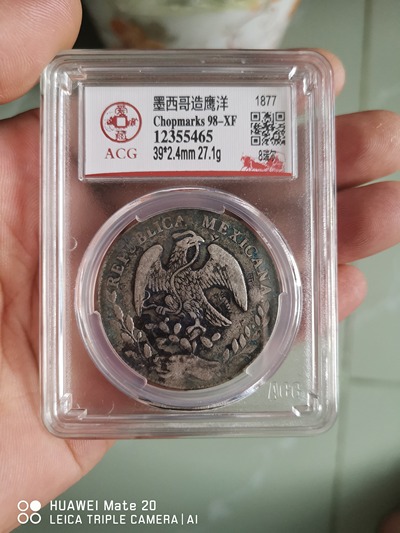 墨西哥造鹰洋
1877
Chopmarks 98-XF
12355465
ACG
39*2.4mm 27.1g
REPUBLICA MEXICANA
ACG
HUAWEI Mate 20
LEICA TRIPLE CAMERA | AI